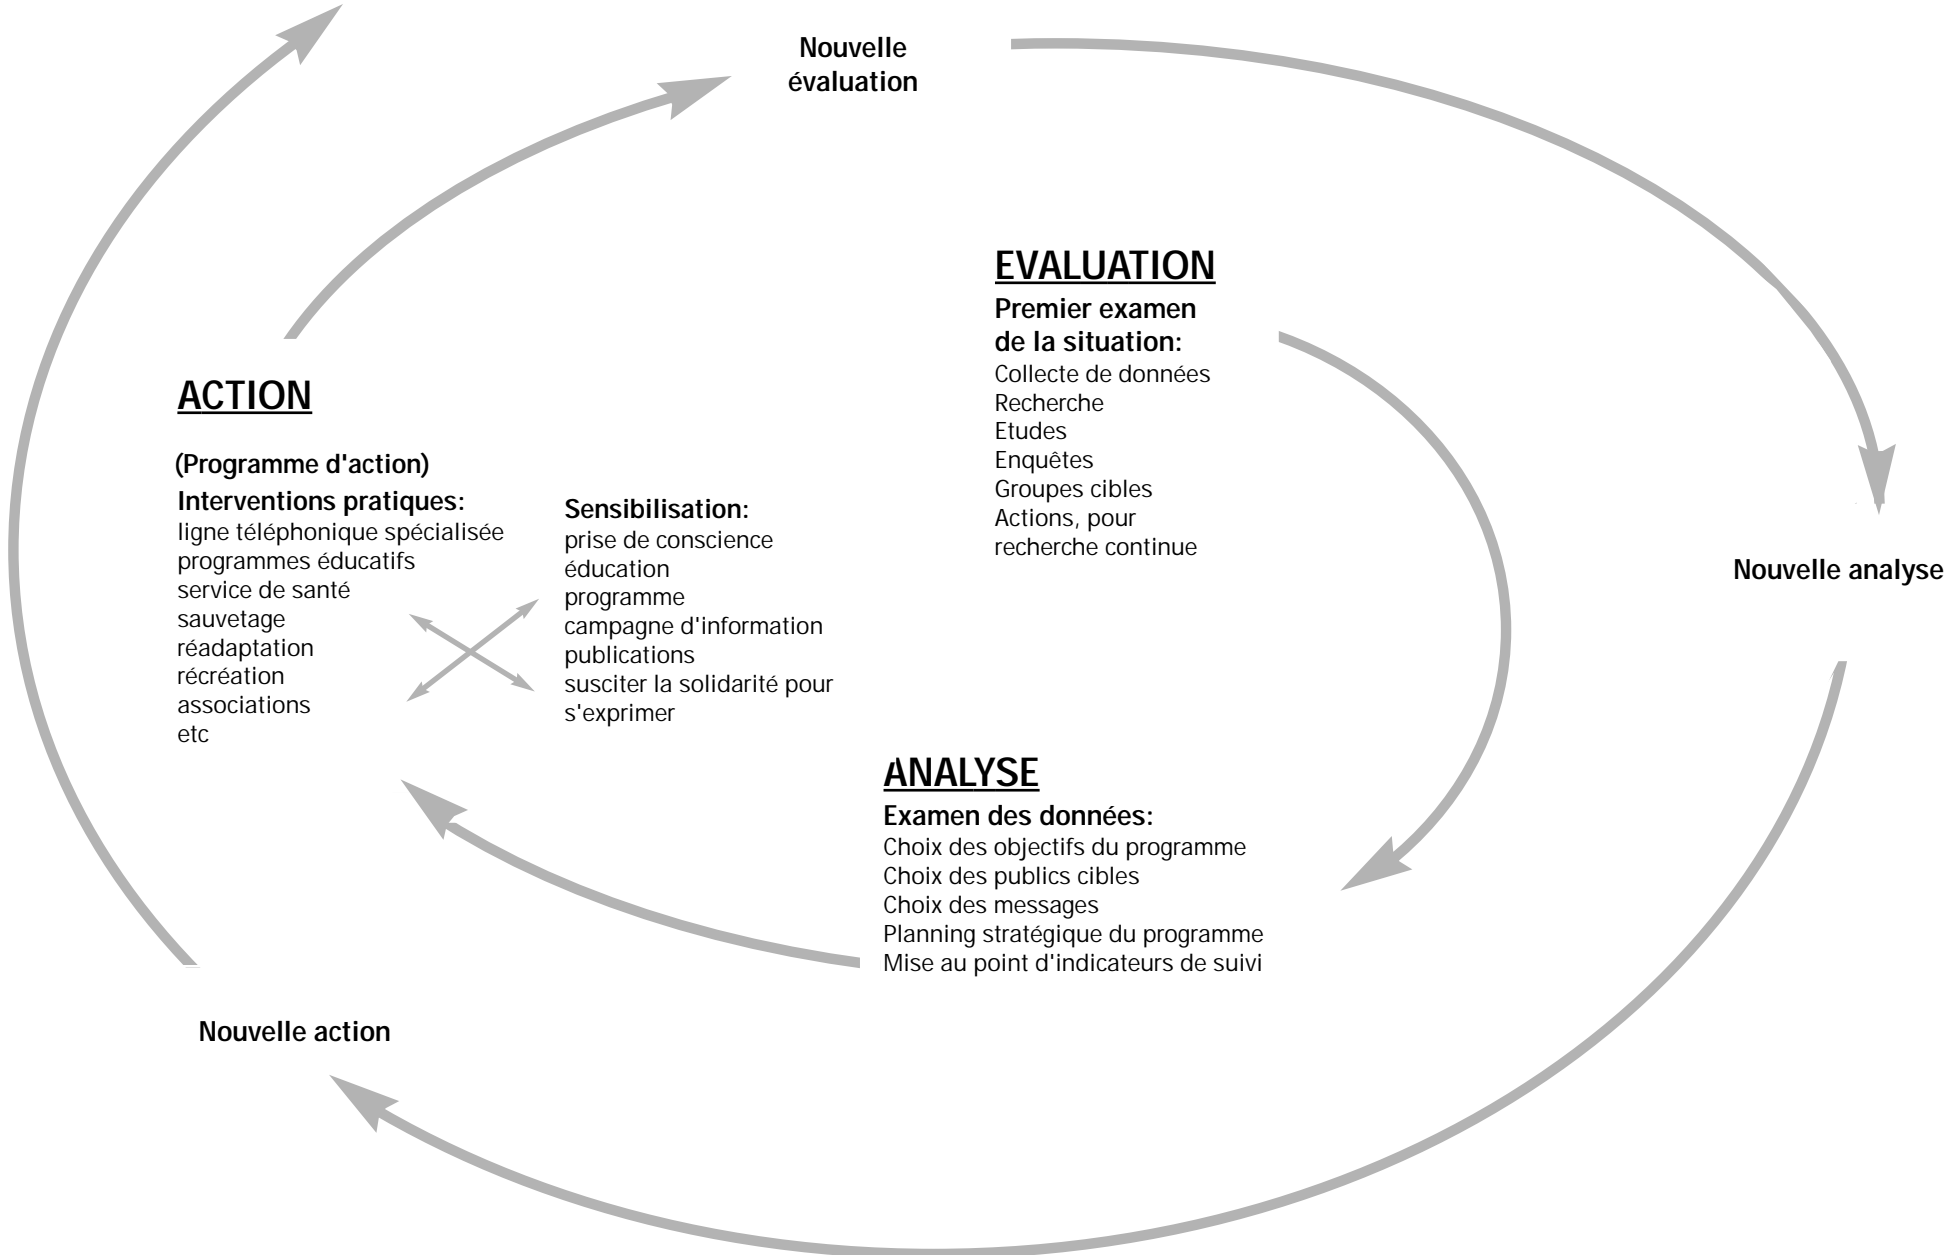 Nouvelle
évaluation
EVALUATION
Premier examen
de la situation:
Collecte de données
Recherche
Etudes
Enquêtes
Groupes cibles
Actions, pour
recherche continue
ACTION
(Programme d'action)
Interventions pratiques:
ligne téléphonique spécialisée
programmes éducatifs
service de santé
sauvetage
réadaptation
récréation
associations
etc
Sensibilisation:
prise de conscience
éducation
programme
campagne d'information
publications
susciter la solidarité pour
s'exprimer
Nouvelle analyse
ANALYSE
Examen des données:
Choix des objectifs du programme
Choix des publics cibles
Choix des messages
Planning stratégique du programme
Mise au point d'indicateurs de suivi
Nouvelle action